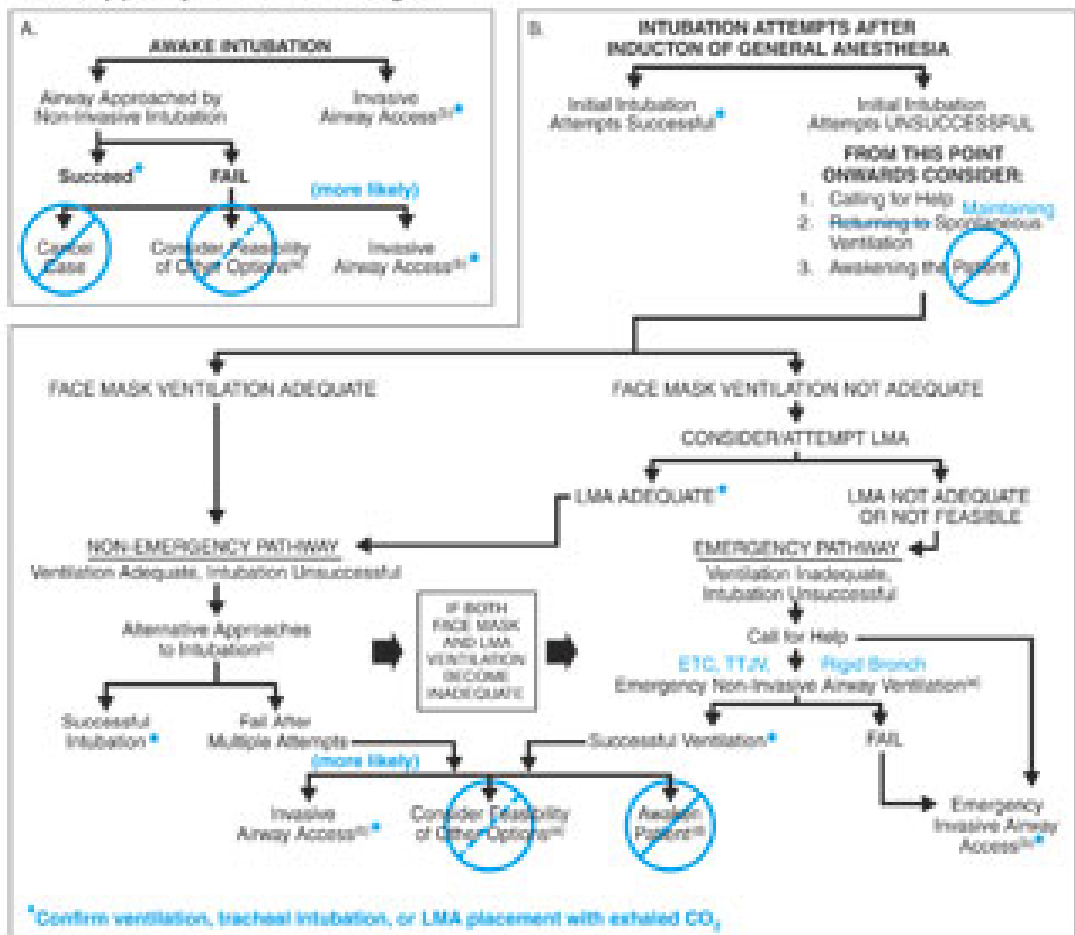 A.
AWAKE INTUBATION
Airway Approached by
Non-Invasive Intubation
Invasive
Airway Access(b)*
Succeed*
FAIL
(more likely)
Cancel
Case
Consider Feasibility
of Other Options(a)
Invasive
Airway Access(b)*
B.
INTUBATION ATTEMPTS AFTER
INDUCTON OF GENERAL ANESTHESIA
Initial Intubation
Attempts Successful*
Initial Intubation
Attempts UNSUCCESSFUL
FROM THIS POINT
ONWARDS CONSIDER:
1. Calling for Help
Maintaining
2. Returning to Spontaneous
Ventilation
3. Awakening the Patient
FACE MASK VENTILATION ADEQUATE
FACE MASK VENTILATION NOT ADEQUATE
CONSIDER/ATTEMPT LMA
LMA ADEQUATE*
LMA NOT ADEQUATE
OR NOT FEASIBLE
NON-EMERGENCY PATHWAY
Ventilation Adequate, Intubation Unsuccessful
EMERGENCY PATHWAY
Ventilation Inadequate,
Intubation Unsuccessful
Alternative Approaches
to Intubation(c)
IF BOTH
FACE MASK
AND LMA
VENTILATION
BECOME
INADEQUATE
Call for Help
ETC, TTJV, Rigid Bronch
Emergency Non-Invasive Airway Ventilation(e)
Successful
Intubation*
Fail After
Multiple Attempts
Successful Ventilation*
FAIL
(more likely)
Invasive
Airway Access(b)*
Consider Feasibility
of Other Options(a)
Awaken
Patient(d)
Emergency
Invasive Airway
Access(b)*
*Confirm ventilation, tracheal intubation, or LMA placement with exhaled CO₂